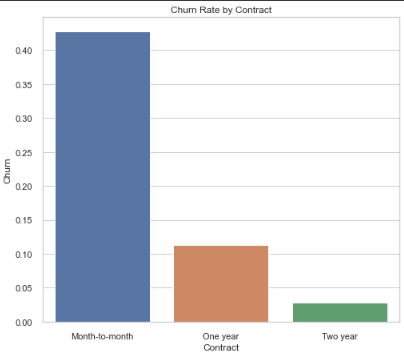 Churn Rate by Contract
0.40
0.35
0.30
0.25
0.20
0.15
0.10
0.05
0.00
Churn
Month-to-month One year Two year
Contract